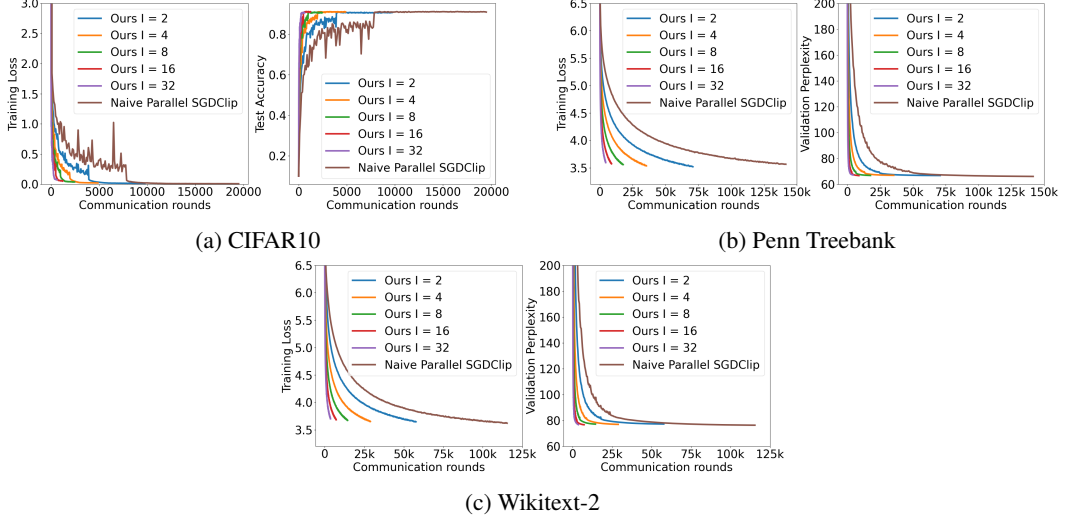 3.0
2.5
2.0
1.5
1.0
0.5
0.0
Training Loss
Ours I = 2
Ours I = 4
Ours I = 8
Ours I = 16
Ours I = 32
Naive Parallel SGDClip
0 5000 10000 15000 20000
Communication rounds
0.8
0.6
0.4
0.2
Test Accuracy
Ours I = 2
Ours I = 4
Ours I = 8
Ours I = 16
Ours I = 32
Naive Parallel SGDClip
0 5000 10000 15000 20000
Communication rounds
(a) CIFAR10
6.5
6.0
5.5
5.0
4.5
4.0
3.5
Training Loss
Ours I = 2
Ours I = 4
Ours I = 8
Ours I = 16
Ours I = 32
Naive Parallel SGDClip
0 25k 50k 75k 100k 125k 150k
Communication rounds
200
180
160
140
120
100
80
60
Validation Perplexity
Ours I = 2
Ours I = 4
Ours I = 8
Ours I = 16
Ours I = 32
Naive Parallel SGDClip
0 25k 50k 75k 100k 125k 150k
Communication rounds
(b) Penn Treebank
6.5
6.0
5.5
5.0
4.5
4.0
3.5
Training Loss
Ours I = 2
Ours I = 4
Ours I = 8
Ours I = 16
Ours I = 32
Naive Parallel SGDClip
0 25k 50k 75k 100k 125k
Communication rounds
200
180
160
140
120
100
80
60
Validation Perplexity
Ours I = 2
Ours I = 4
Ours I = 8
Ours I = 16
Ours I = 32
Naive Parallel SGDClip
0 25k 50k 75k 100k 125k
Communication rounds
(c) Wikitext-2